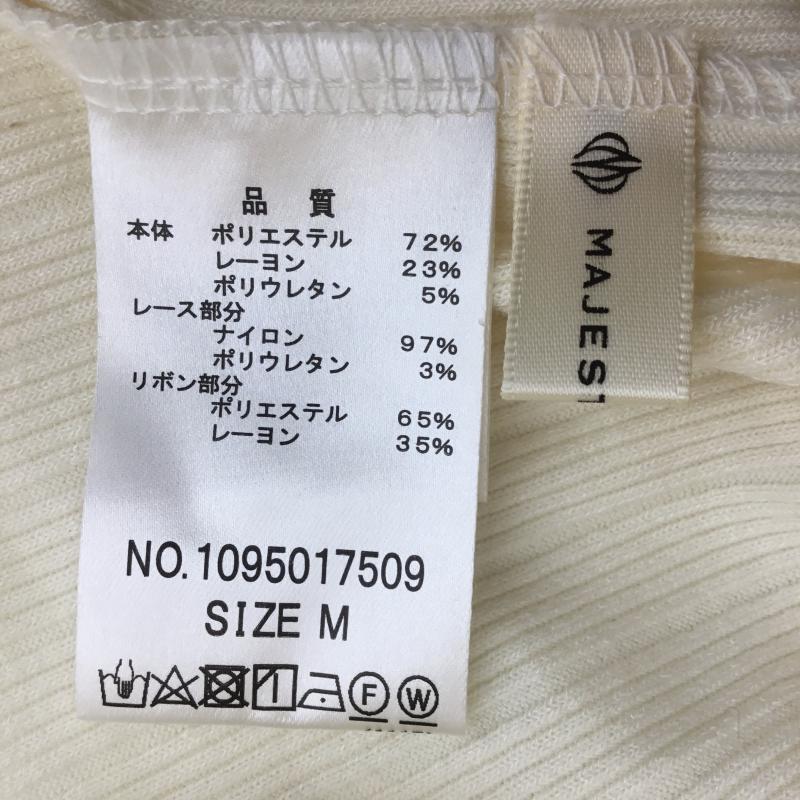 品質
本体 ポリエステル 72%
レーヨン 23%
ポリウレタン 5%
レース部分
ナイロン 97%
ポリウレタン 3%
リボン部分
ポリエステル 65%
レーヨン 35%
NO.1095017509
SIZE M
F W
MAJEST